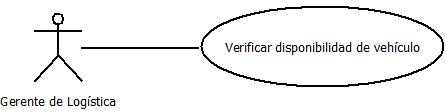 Verificar disponibilidad de vehículo
Gerente de Logística